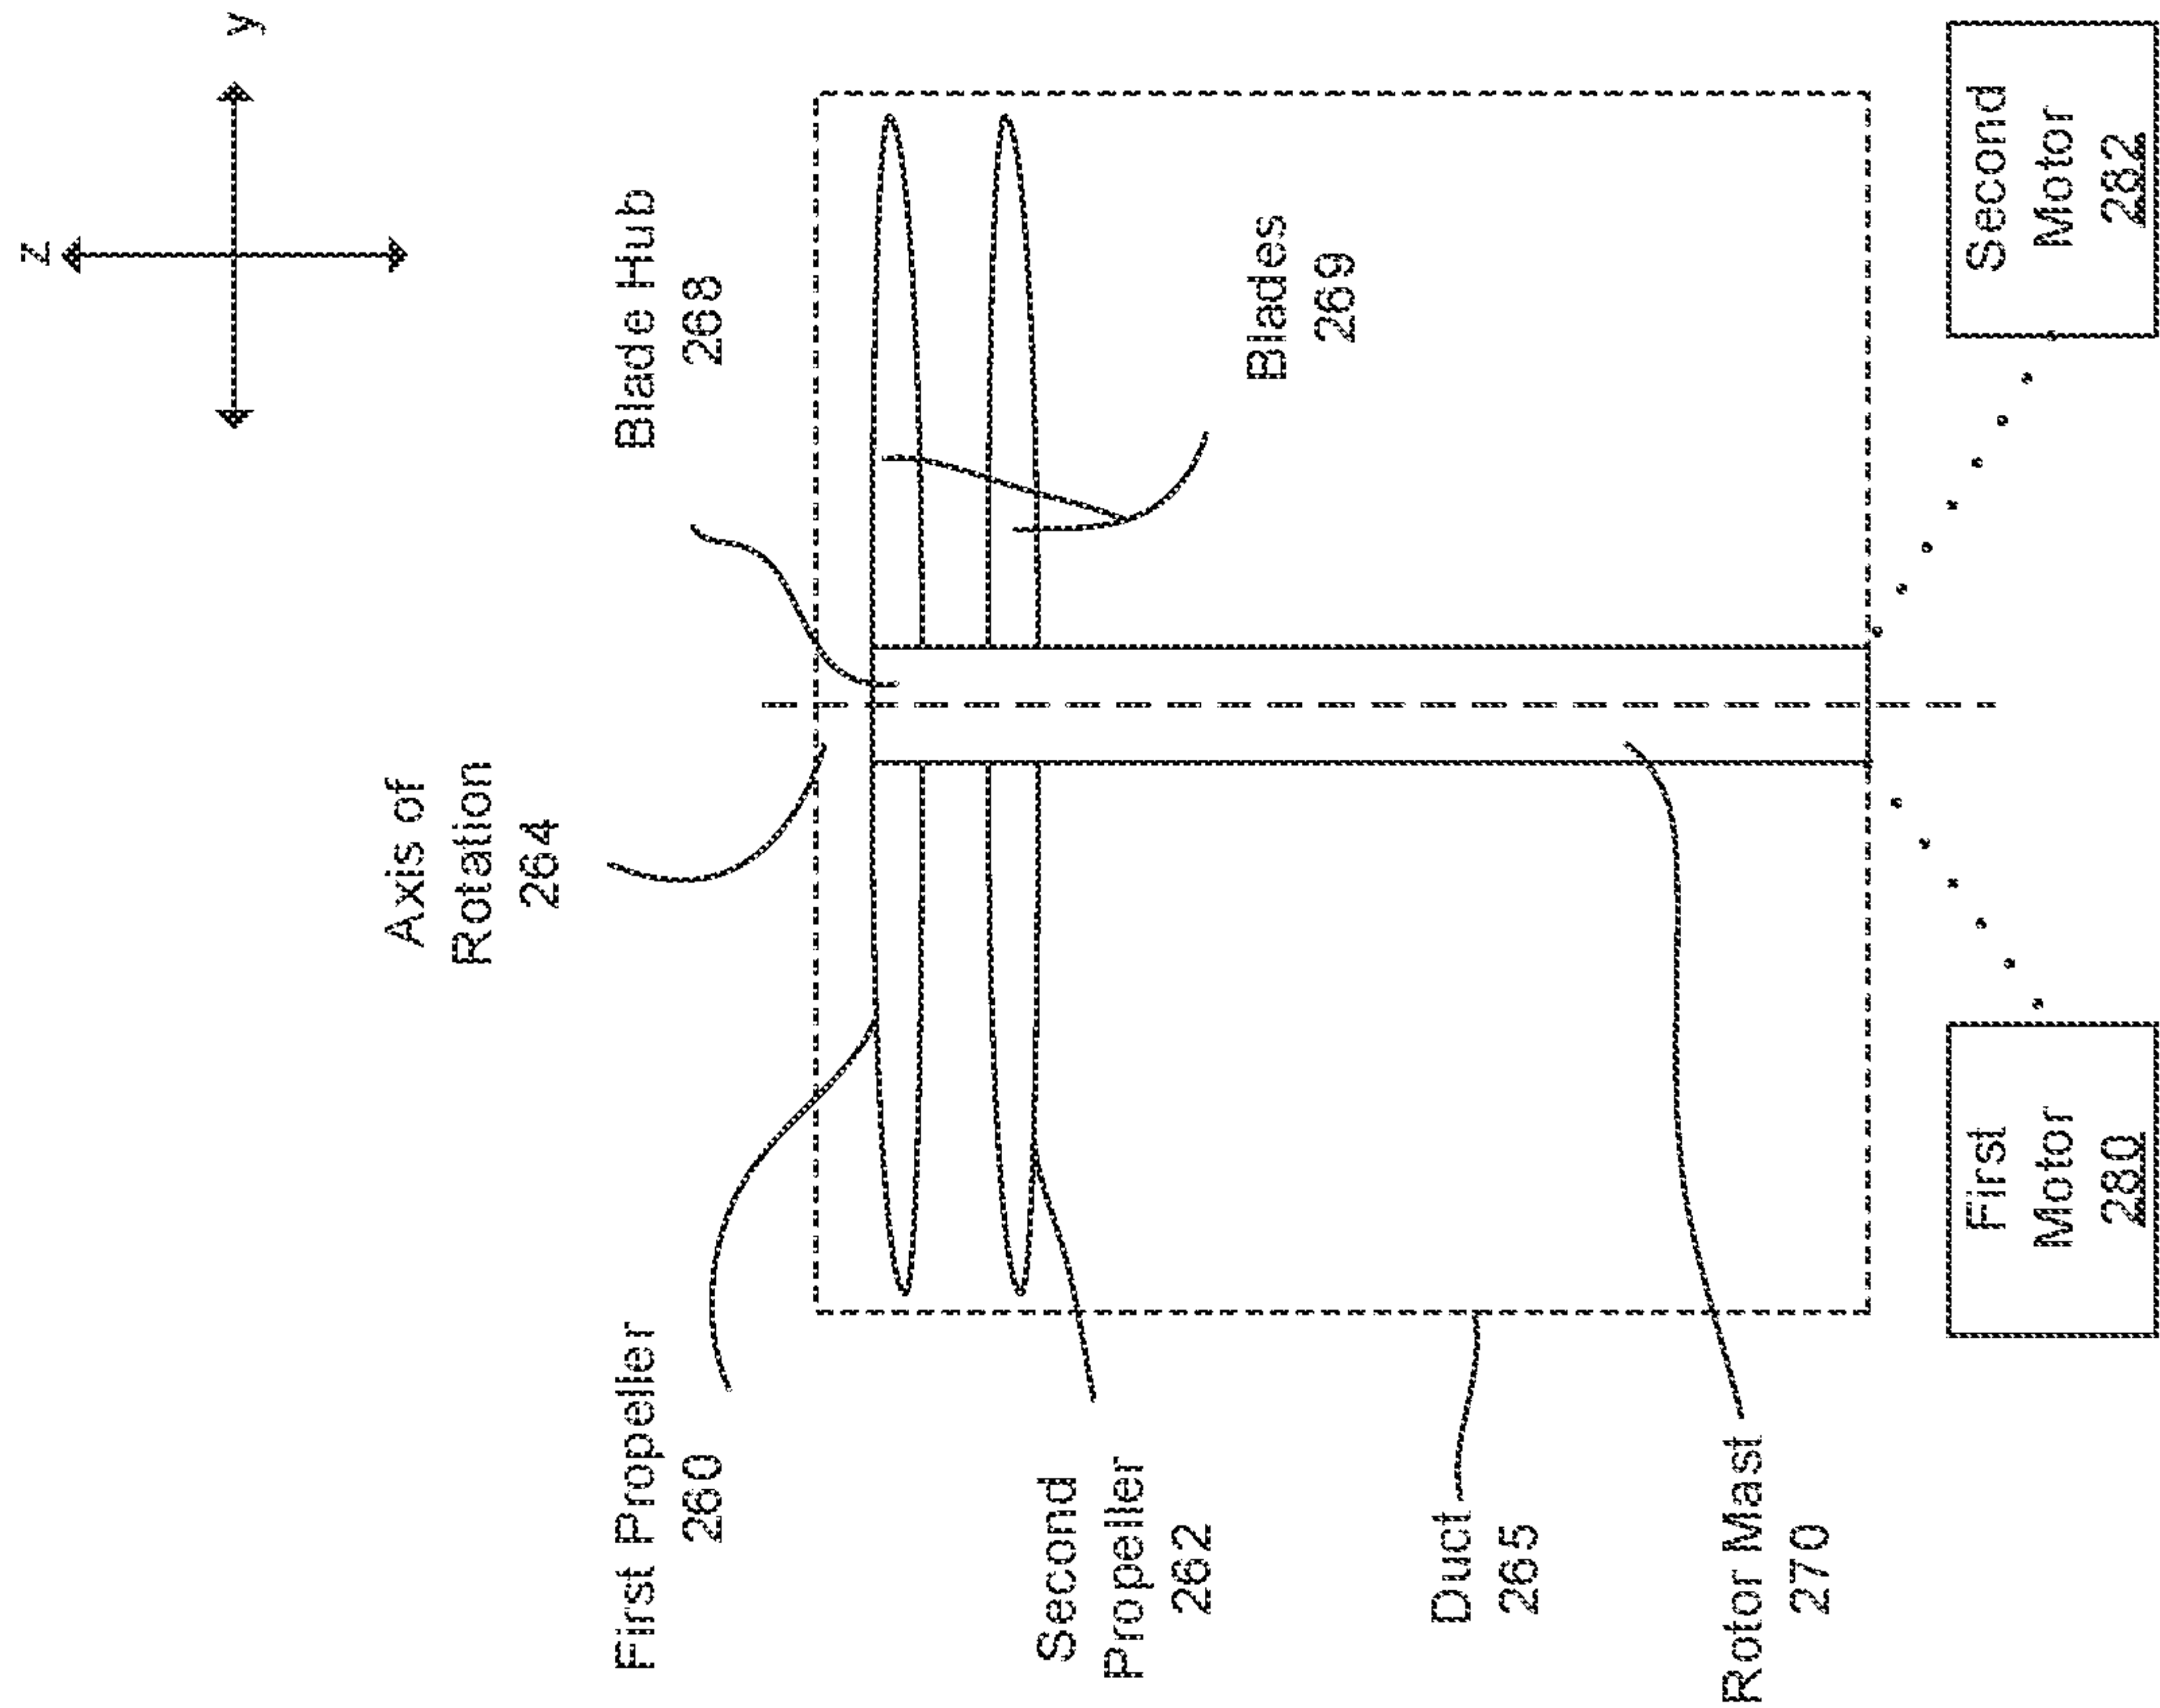 z
y
Axis of
Rotation
264
Blade Hub
268
First Propeller
260
Blades
269
Second
Propeller
262
Duct
265
Rotor Mast
270
First
Motor
280
Second
Motor
282